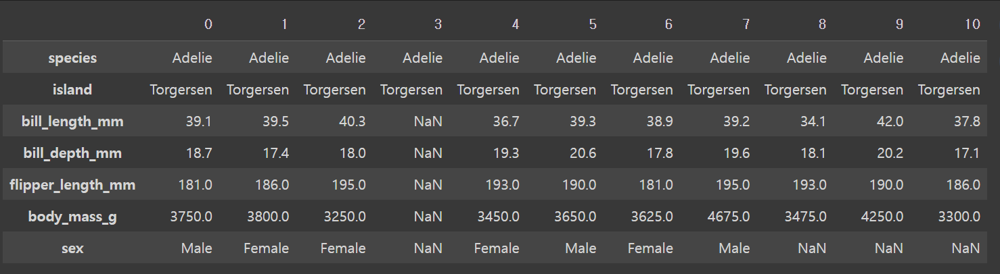 0 1 2 3 4 5 6 7 8 9 10
species Adelie Adelie Adelie Adelie Adelie Adelie Adelie Adelie Adelie Adelie Adelie
island Torgersen Torgersen Torgersen Torgersen Torgersen Torgersen Torgersen Torgersen Torgersen Torgersen Torgersen
bill_length_mm 39.1 39.5 40.3 NaN 36.7 39.3 38.9 39.2 34.1 42.0 37.8
bill_depth_mm 18.7 17.4 18.0 NaN 19.3 20.6 17.8 19.6 18.1 20.2 17.1
flipper_length_mm 181.0 186.0 195.0 NaN 193.0 190.0 181.0 195.0 193.0 190.0 186.0
body_mass_g 3750.0 3800.0 3250.0 NaN 3450.0 3650.0 3625.0 4675.0 3475.0 4250.0 3300.0
sex Male Female Female NaN Female Male Female Male NaN NaN NaN